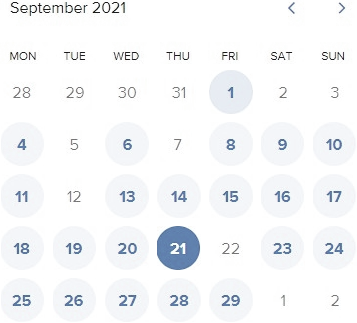 September 2021
MON TUE WED THU FRI SAT SUN
28 29 30 31 1 2 3
4 5 6 7 8 9 10
11 12 13 14 15 16 17
18 19 20 21 22 23 24
25 26 27 28 29 1 2